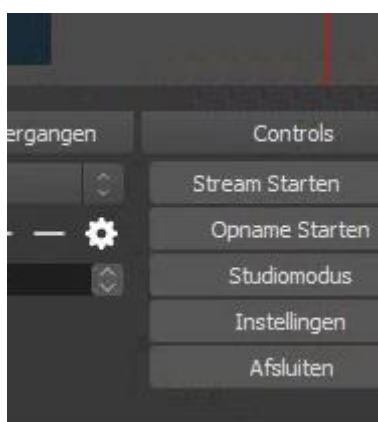 ergangen
Controls
Stream Starten
Opname Starten
Studiomodus
Instellingen
Afsluiten